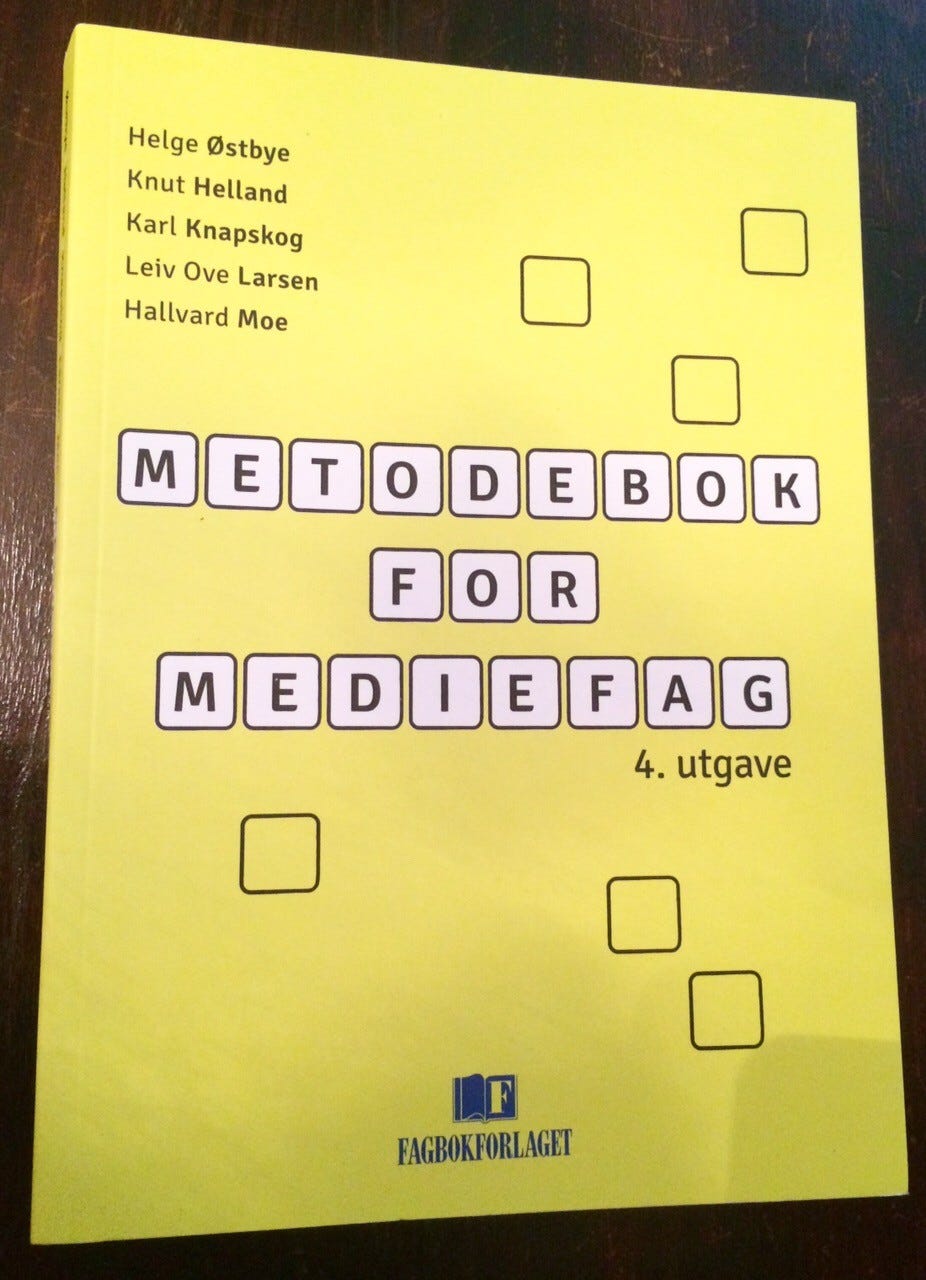 Helge Østbye
Knut Helland
Karl Knapskog
Leiv Ove Larsen
Hallvard Moe
METODEBOK
FOR
MEDIEFAG
4. utgave
F
FAGBOKFORLAGET